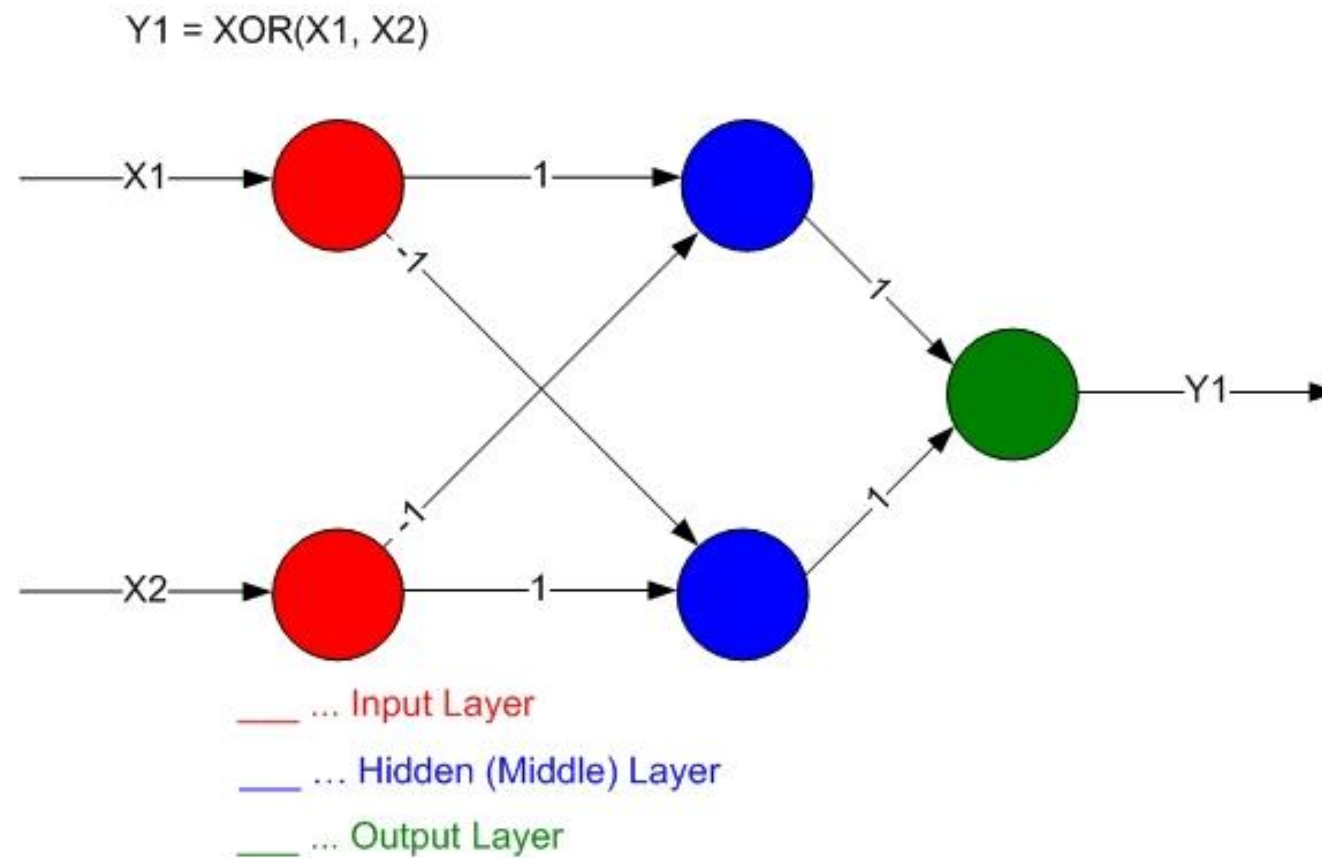 Y1 = XOR(X1, X2)
X1
1
-1
1
-1
1
X2
1
Y1
___ ... Input Layer
___ ... Hidden (Middle) Layer
___ ... Output Layer